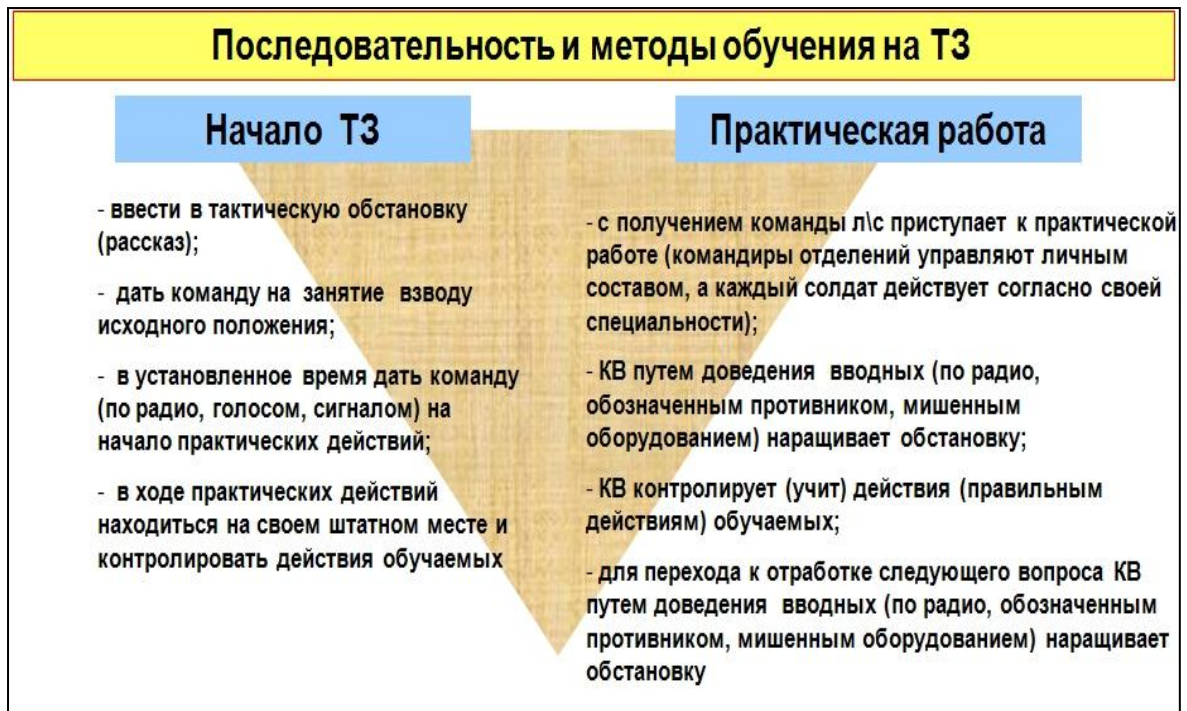 Последовательность и методы обучения на ТЗ
Начало ТЗ
- ввести в тактическую обстановку
(рассказ);
- дать команду на занятие взводу
исходного положения;
- в установленное время дать команду
(по радио, голосом, сигналом) на
начало практических действий;
- в ходе практических действий
находиться на своем штатном месте и
контролировать действия обучаемых
Практическая работа
- с получением команды л\с приступает к практической
работе (командиры отделений управляют личным
составом, а каждый солдат действует согласно своей
специальности);
- КВ путем доведения вводных (по радио,
обозначенным противником, мишенным
оборудованием) наращивает обстановку;
- КВ контролирует (учит) действия (правильным
действиям) обучаемых;
- для перехода к отработке следующего вопроса КВ
путем доведения вводных (по радио, обозначенным
противником, мишенным оборудованием) наращивает
обстановку